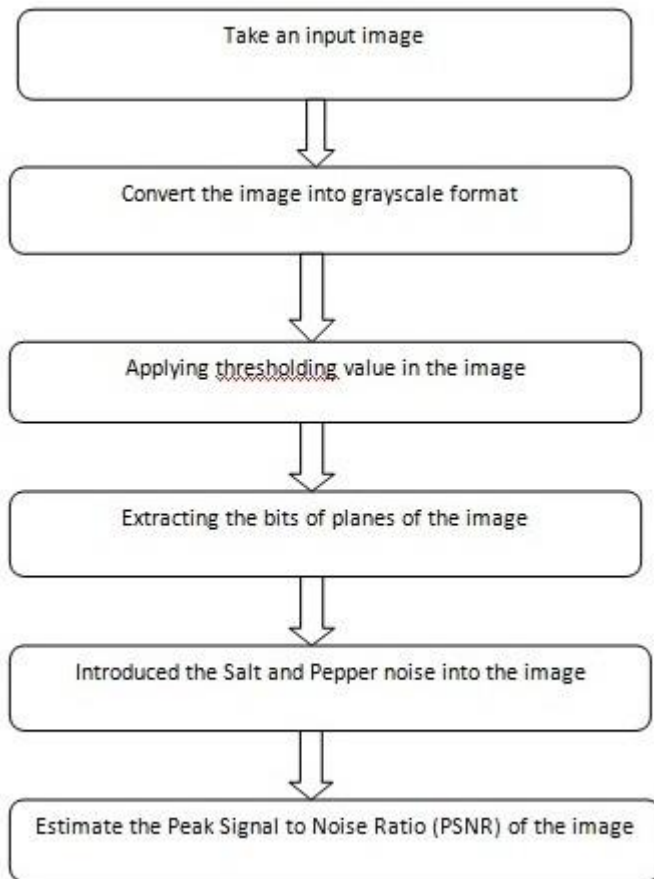 Take an input image
Convert the image into grayscale format
Applying thresholding value in the image
Extracting the bits of planes of the image
Introduced the Salt and Pepper noise into the image
Estimate the Peak Signal to Noise Ratio (PSNR) of the image